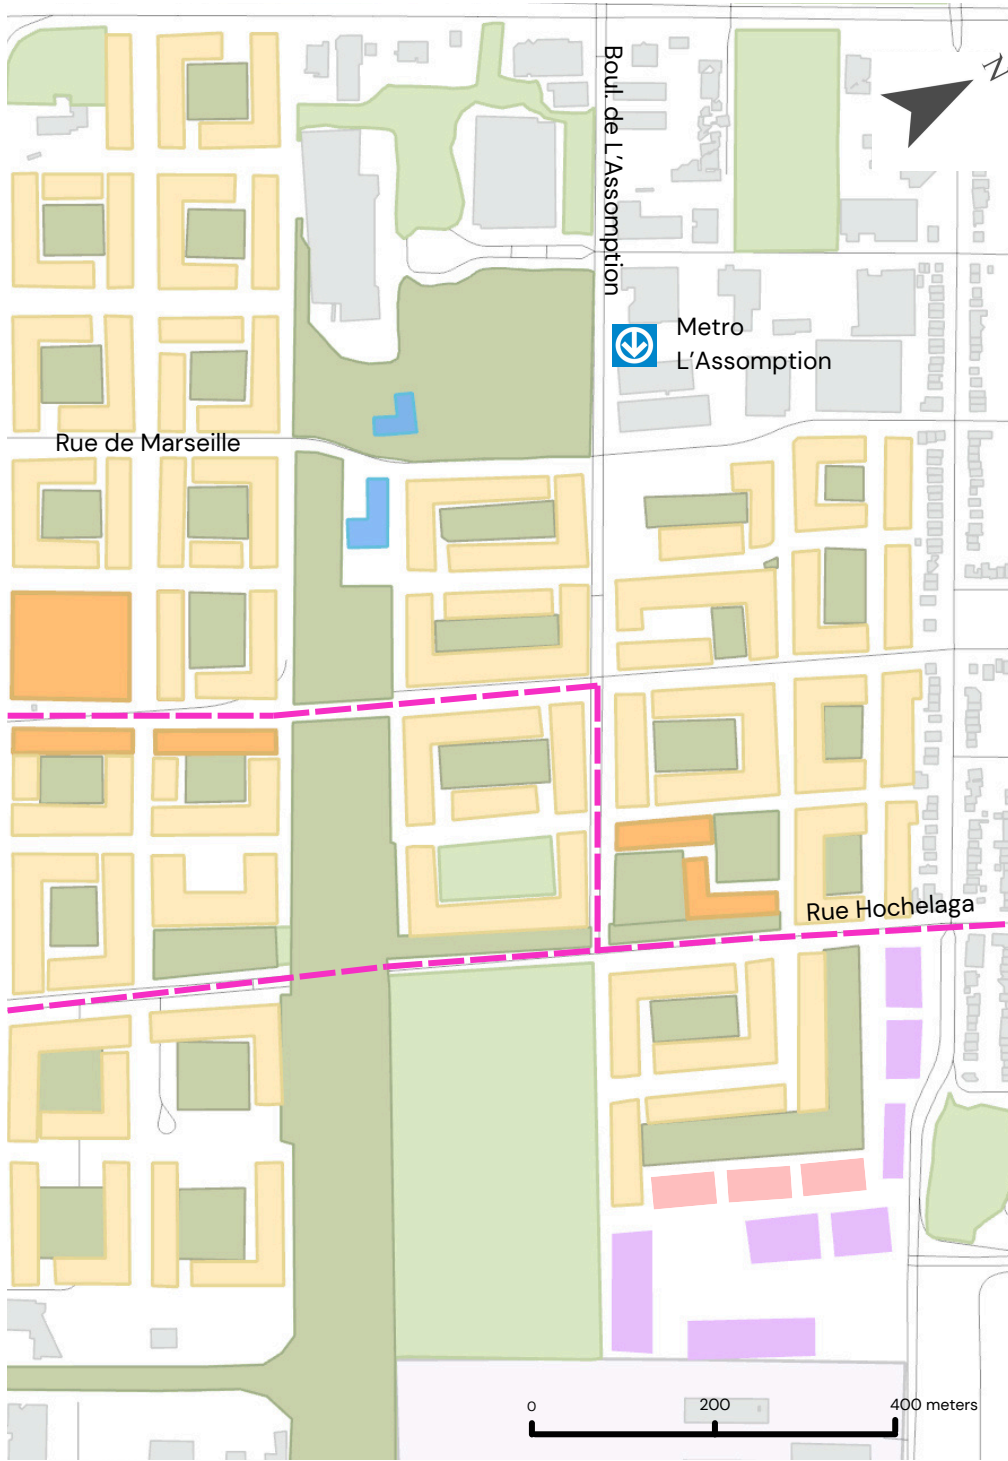 N
Boul. de L'Assomption
Metro
L'Assomption
Rue de Marseille
Rue Hochelaga
0 200 400 meters